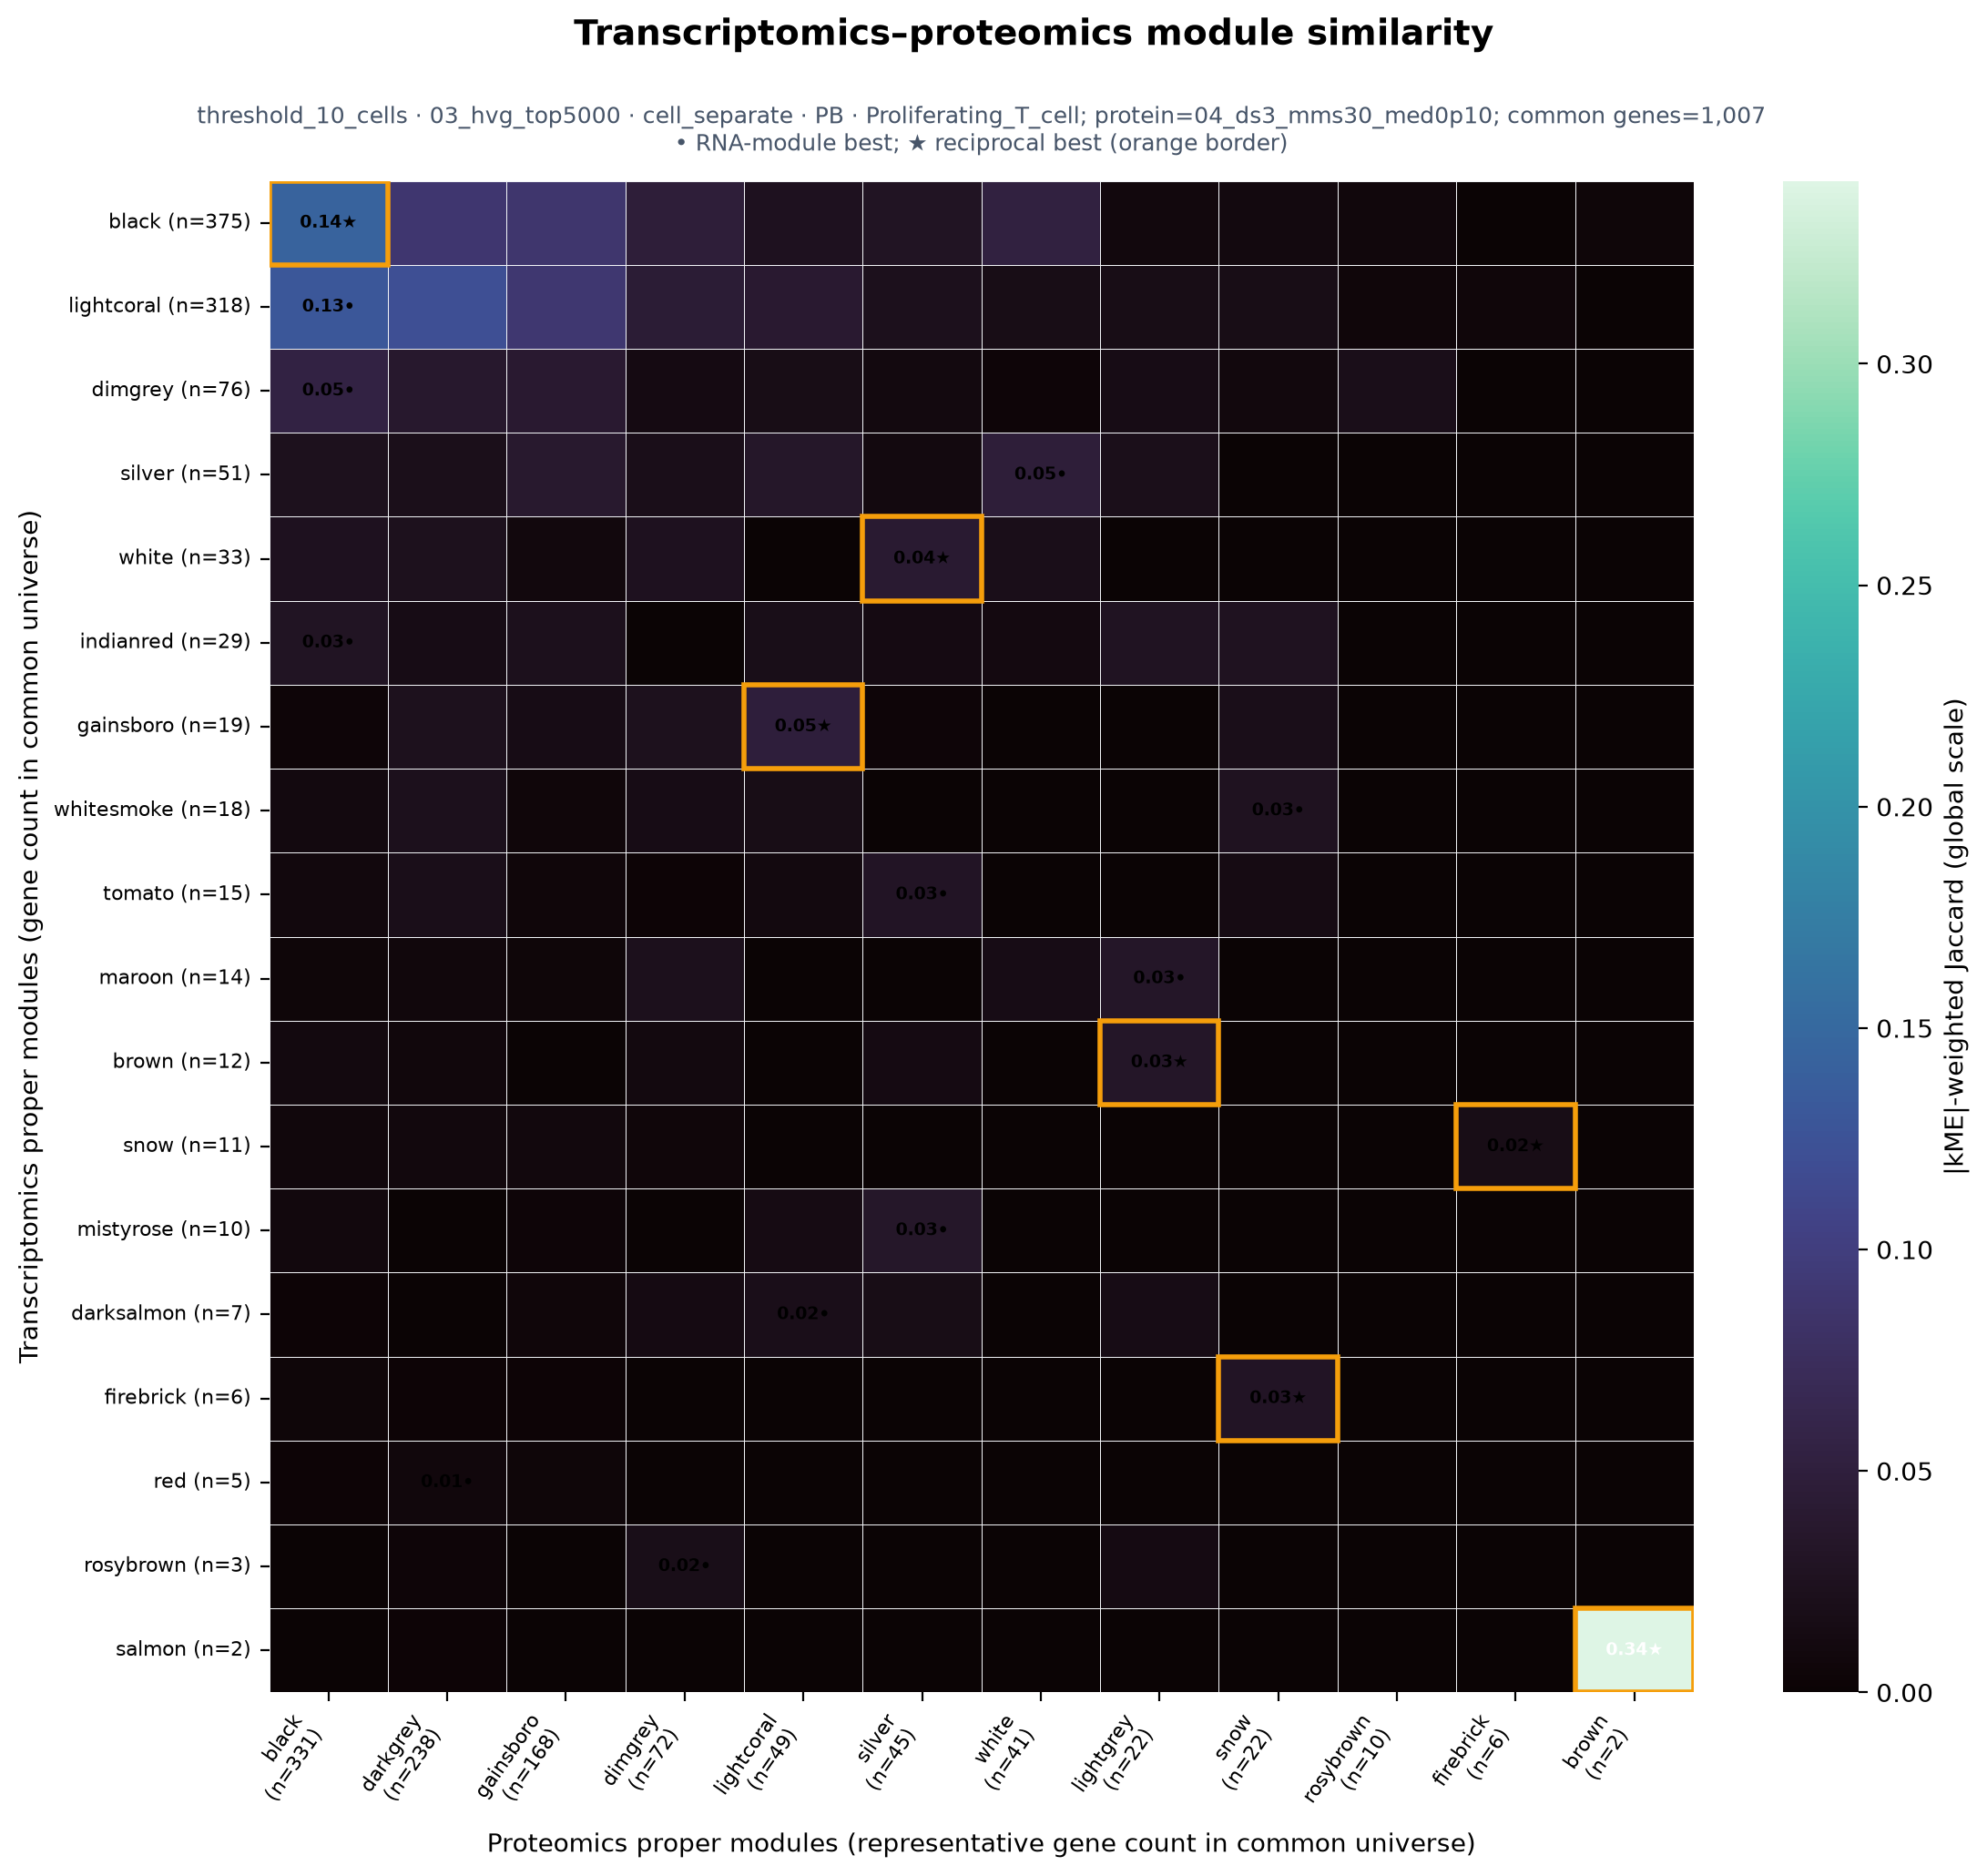 Transcriptomics–proteomics module similarity
threshold_10_cells · 03_hvg_top5000 · cell_separate · PB · Proliferating_T_cell; protein=04_ds3_mms30_med0p10; common genes=1,007
• RNA-module best; ★ reciprocal best (orange border)
Transcriptomics proper modules (gene count in common universe)
black (n=375)
0.14★
lightcoral (n=318)
0.13•
dimgrey (n=76)
0.05•
silver (n=51)
0.05•
white (n=33)
0.04★
indianred (n=29)
0.03•
gainsboro (n=19)
0.05★
whitesmoke (n=18)
0.03•
tomato (n=15)
0.03•
maroon (n=14)
0.03•
brown (n=12)
0.03★
snow (n=11)
0.02★
mistyrose (n=10)
0.03•
darksalmon (n=7)
0.02•
firebrick (n=6)
0.03★
red (n=5)
0.01•
rosybrown (n=3)
0.02•
salmon (n=2)
0.34★
black
(n=331)
darkgrey
(n=238)
gainsboro
(n=168)
dimgrey
(n=72)
lightcoral
(n=49)
silver
(n=45)
white
(n=41)
lightgrey
(n=22)
snow
(n=22)
rosybrown
(n=10)
firebrick
(n=6)
brown
(n=2)
Proteomics proper modules (representative gene count in common universe)
0.30
0.25
0.20
0.15
0.10
0.05
0.00
|kME|-weighted Jaccard (global scale)